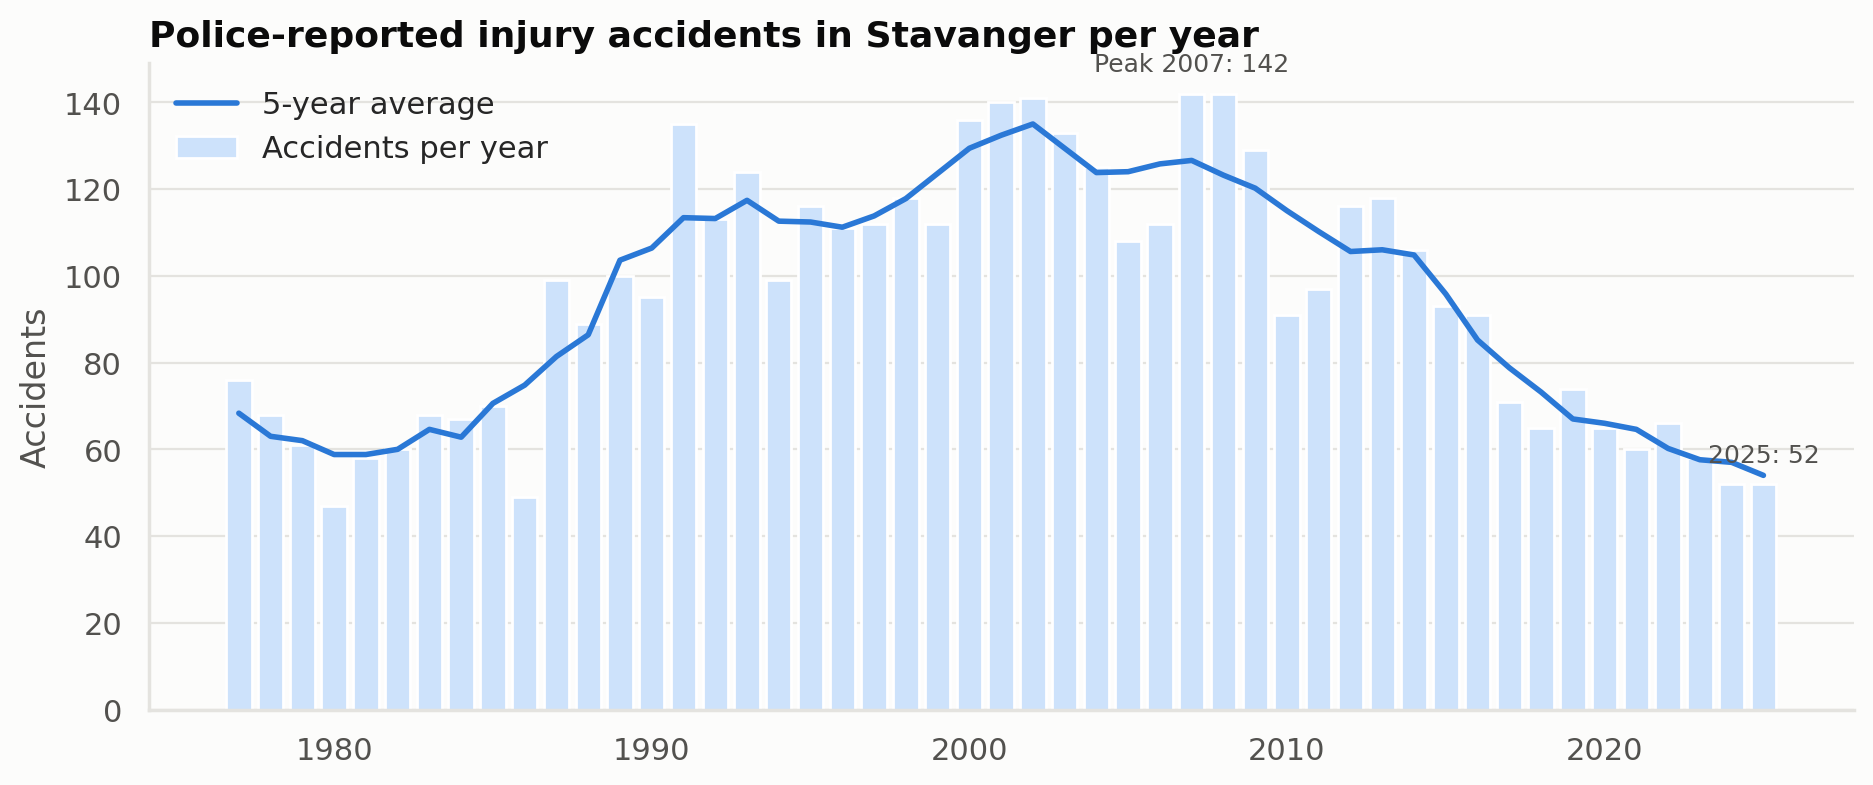 Police-reported injury accidents in Stavanger per year
Peak 2007: 142
5-year average
Accidents per year
Accidents
140
120
100
80
60
40
20
0
2025: 52
1980
1990
2000
2010
2020